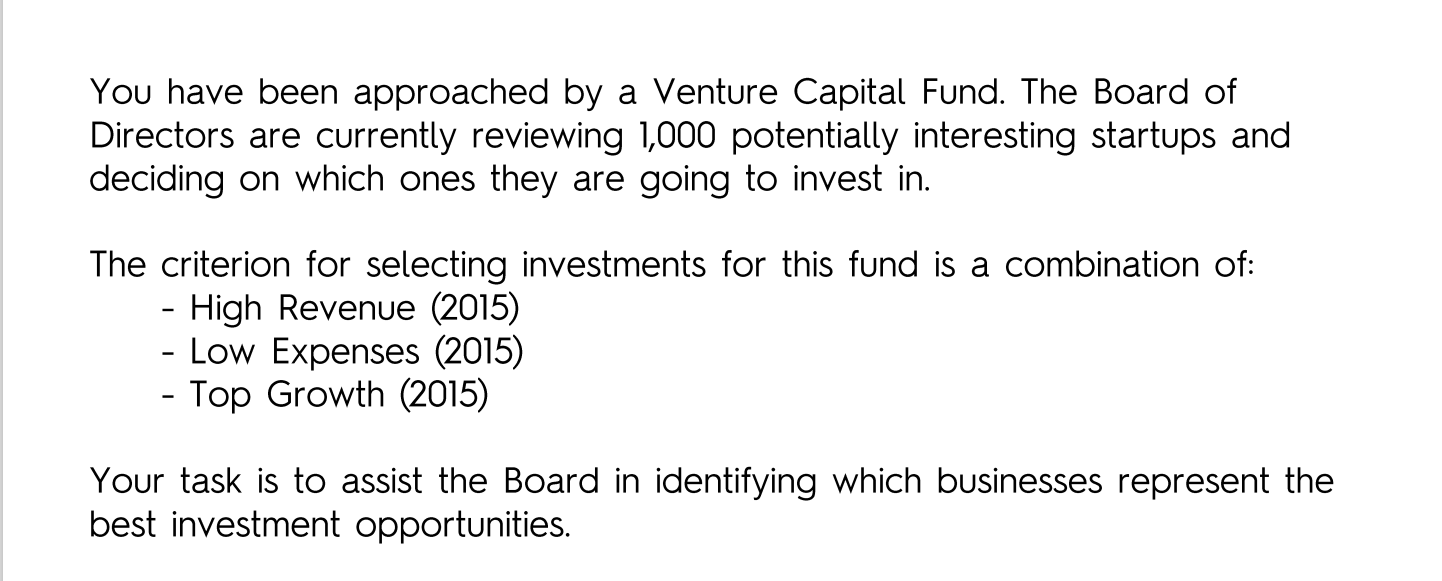 You have been approached by a Venture Capital Fund. The Board of
Directors are currently reviewing 1,000 potentially interesting startups and
deciding on which ones they are going to invest in.
The criterion for selecting investments for this fund is a combination of:
- High Revenue (2015)
- Low Expenses (2015)
- Top Growth (2015)
Your task is to assist the Board in identifying which businesses represent the
best investment opportunities.